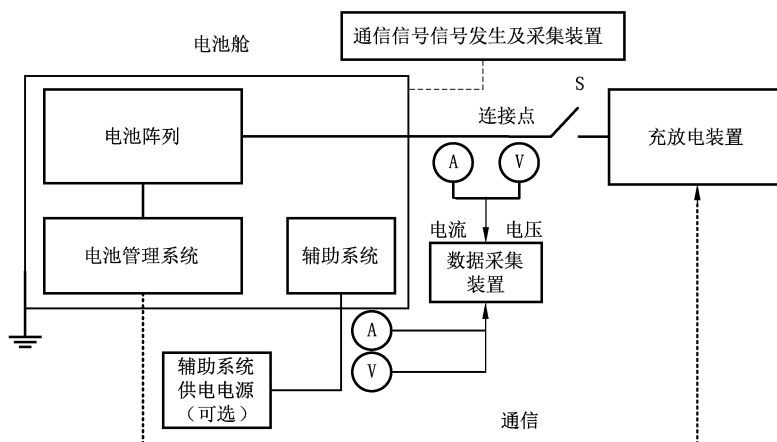 通信信号信号发生及采集装置
电池舱
S
连接点
电池阵列
充放电装置
A
V
电流
电压
电池管理系统
辅助系统
数据采集
装置
A
V
辅助系统
供电电源
（可选）
通信